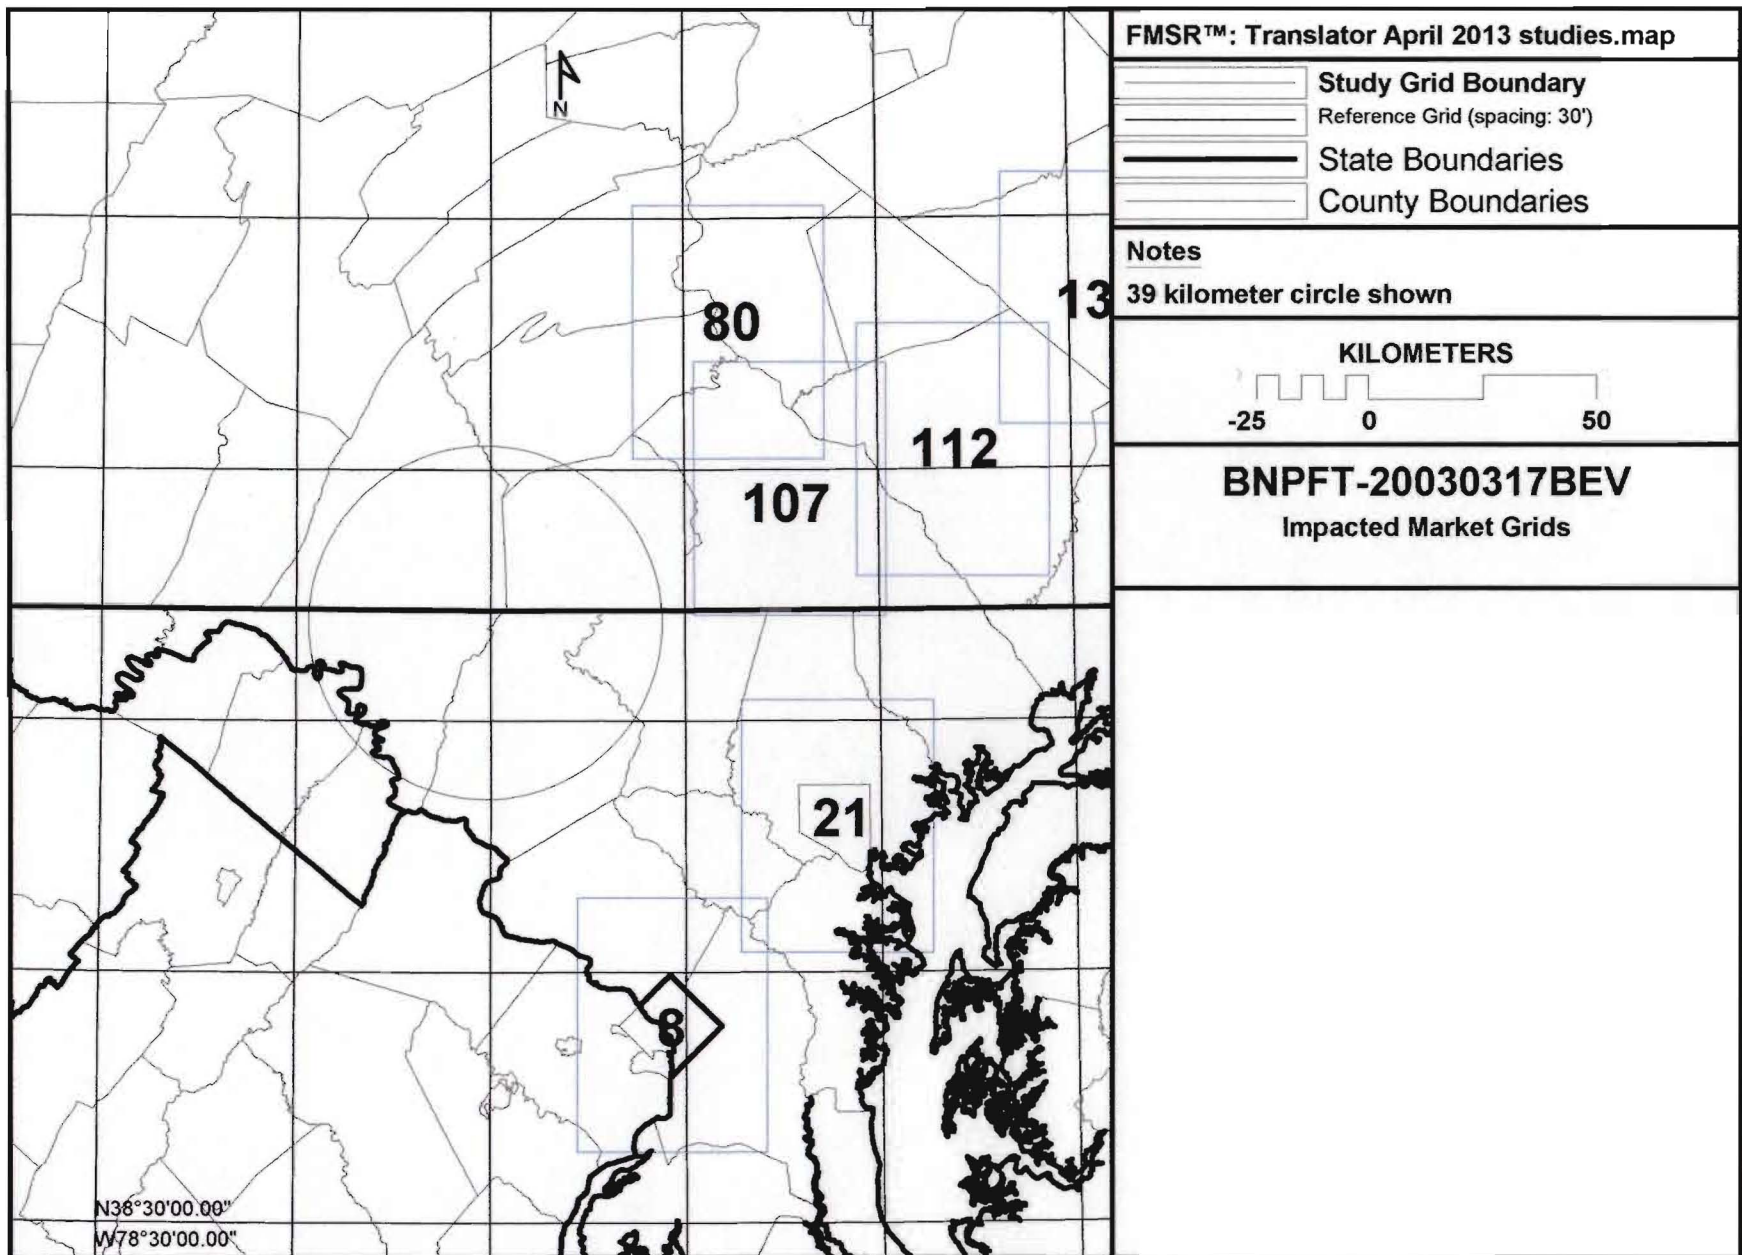 N
80
13
112
107
21
8
N38°30'00.00"
W78°30'00.00"
FMSR™: Translator April 2013 studies.map
Study Grid Boundary
Reference Grid (spacing: 30')
State Boundaries
County Boundaries
Notes
39 kilometer circle shown
KILOMETERS
-25 0 50
BNPFT-20030317BEV
Impacted Market Grids